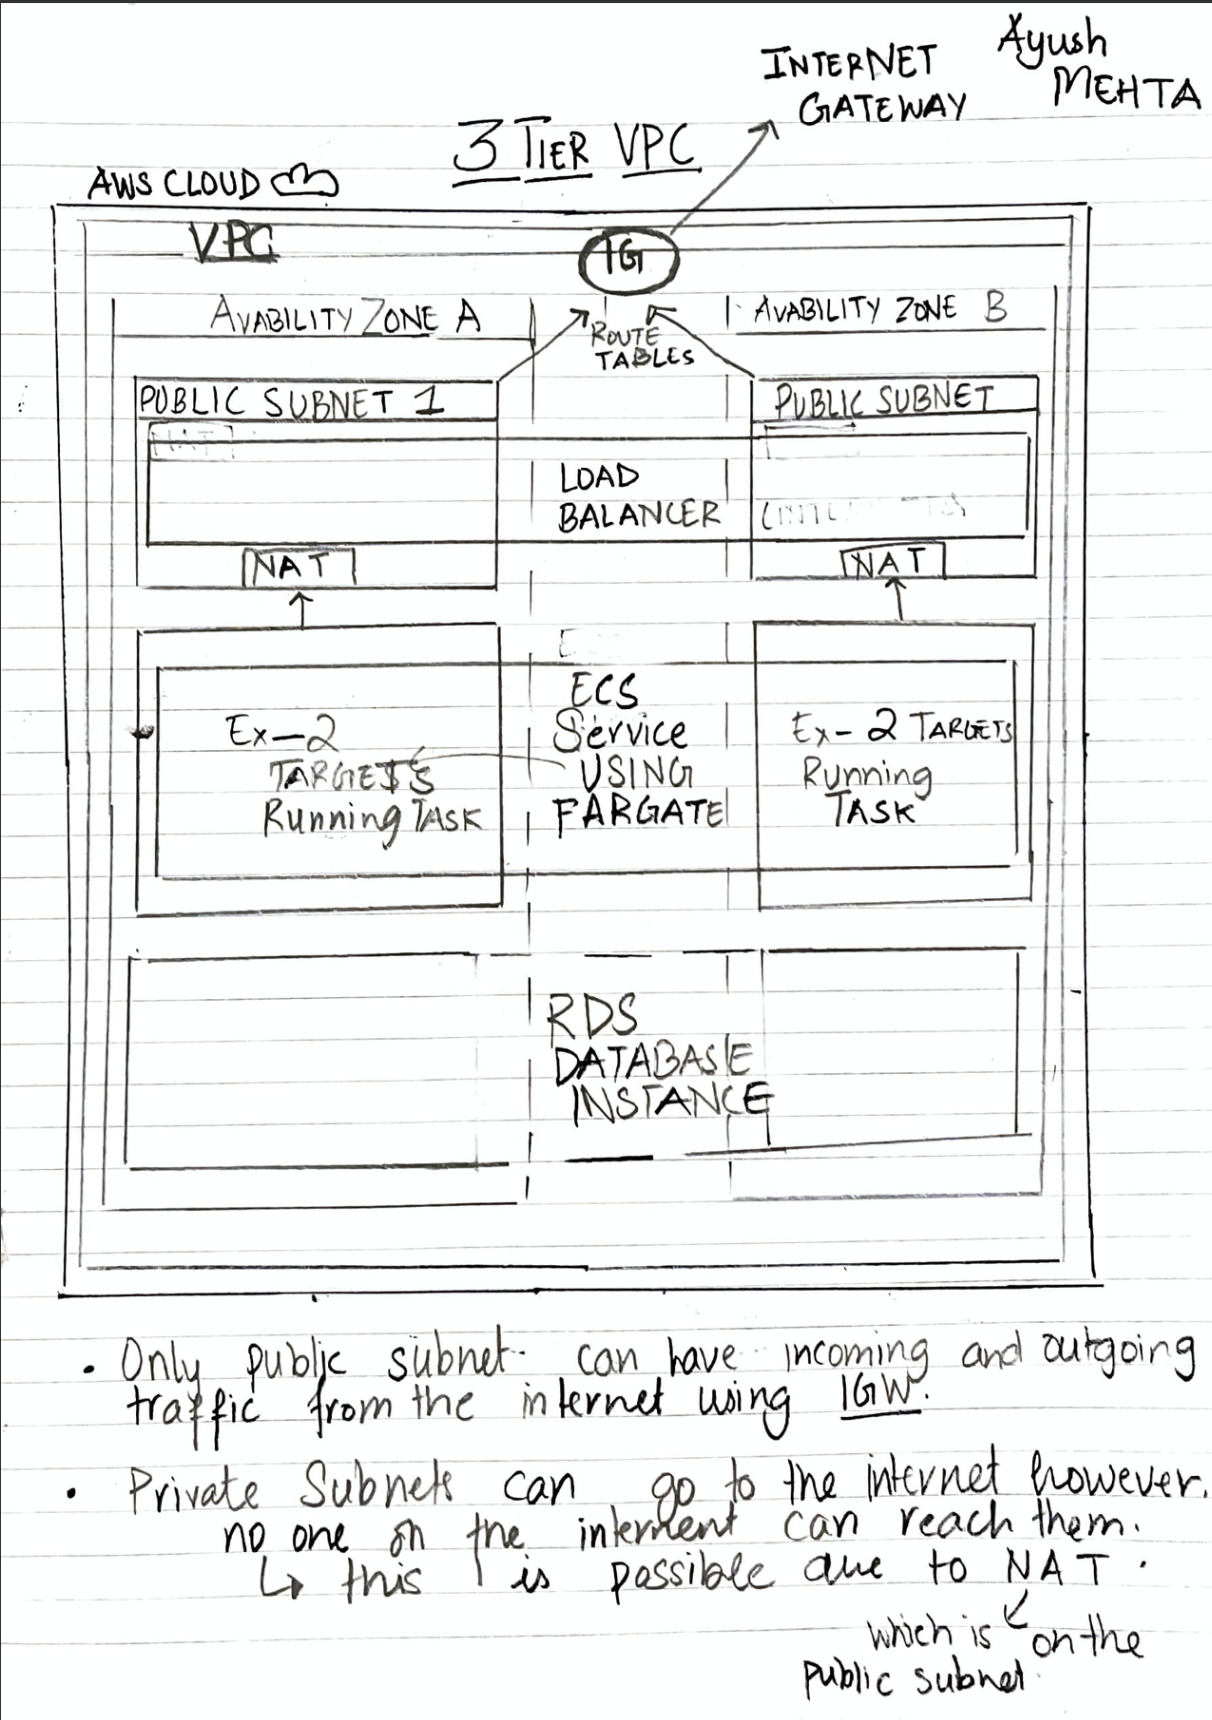 INTERNET
GATEWAY
Ayush
MEHTA
3 TIER VPC
AWS CLOUD
VPC
IG
AVABILITY ZONE A
ROUTE
TABLES
AVABILITY ZONE B
PUBLIC SUBNET 1
PUBLIC SUBNET
NAT
LOAD
BALANCER
NAT
NAT
ECS
Service
USING
FARGATE
Ex-2
TARGETS
Running TASK
Ex-2 TARGETS
Running
TASK
RDS
DATABASE
INSTANCE
• Only public subnet can have incoming and outgoing
traffic from the internet using IGW.
• Private Subnets can go to the internet however.
no one on the internent can reach them.
↳ this is possible due to NAT.
which is on the
public subnet.